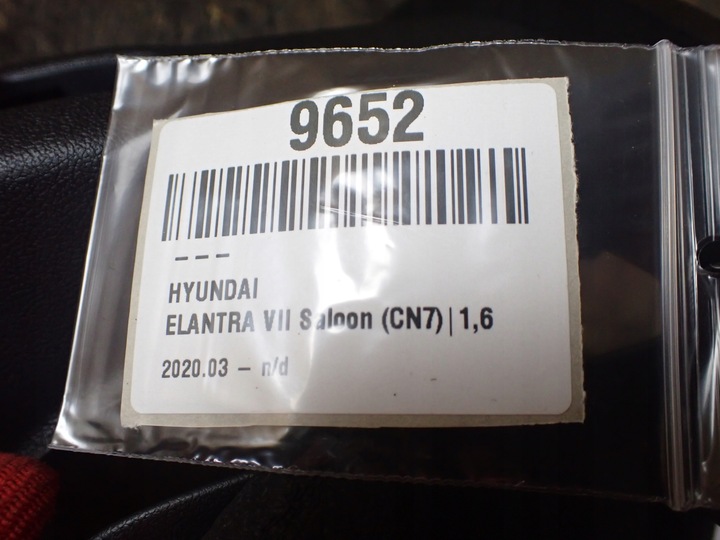 9652
– – –
HYUNDAI
ELANTRA VII Saloon (CN7)|1,6
2020.03 – n/d